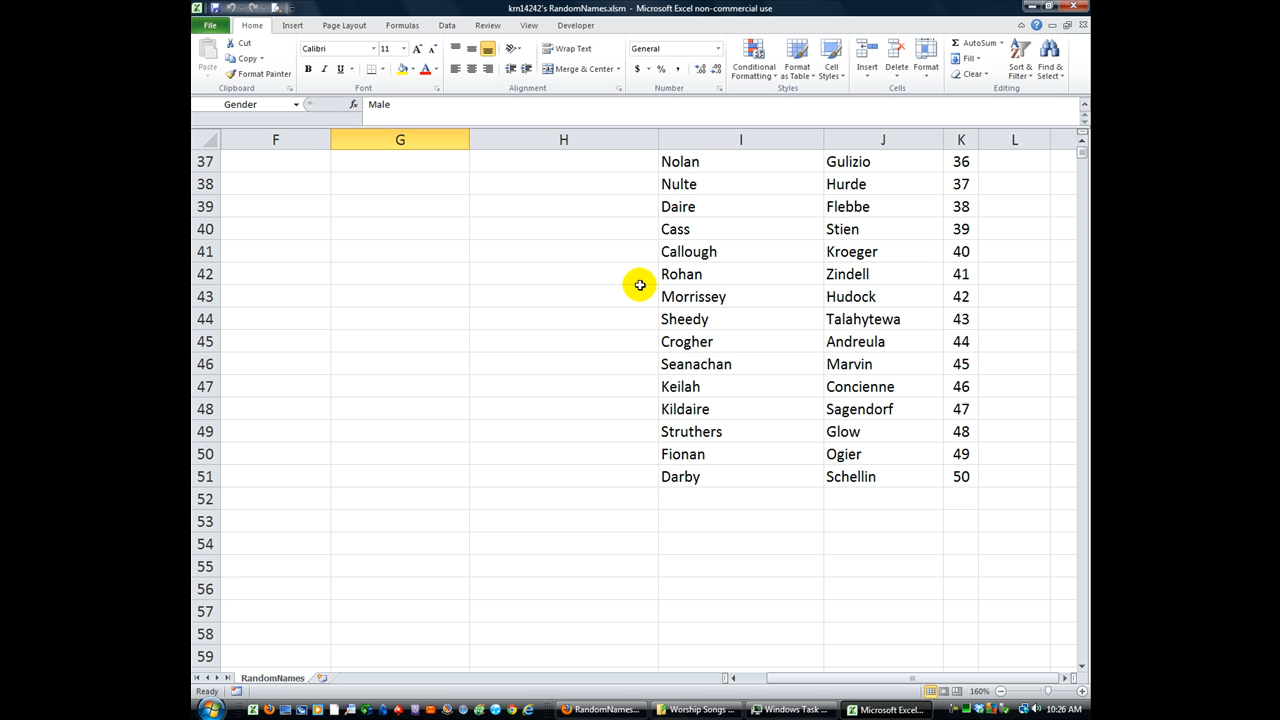 krn14242's RandomNames.xlsm - Microsoft Excel non-commercial use
File Home Insert Page Layout Formulas Data Review View Developer
Paste Cut Calibri 11 Wrap Text General Conditional Formatting Format as Table Cell Styles Insert Delete Format AutoSum Sort & Filter Find & Select
Copy Fill
Format Painter B I U A Merge & Center $ % , Clear
Clipboard Font Alignment Number Styles Cells Editing
Gender fx Male
F G H I J K L
37 Nolan Gulizio 36
38 Nulte Hurde 37
39 Daire Flebbe 38
40 Cass Stien 39
41 Callough Kroeger 40
42 Rohan Zindell 41
43 Morrissey Hudock 42
44 Sheedy Talahytewa 43
45 Crogher Andreula 44
46 Seanachan Marvin 45
47 Keilah Concienne 46
48 Kildaire Sagendorf 47
49 Struthers Glow 48
50 Fionan Ogier 49
51 Darby Schellin 50
52
53
54
55
56
57
58
59
RandomNames
Ready 160%
RandomNames... Worship Songs ... Windows Task ... Microsoft Excel... 10:26 AM